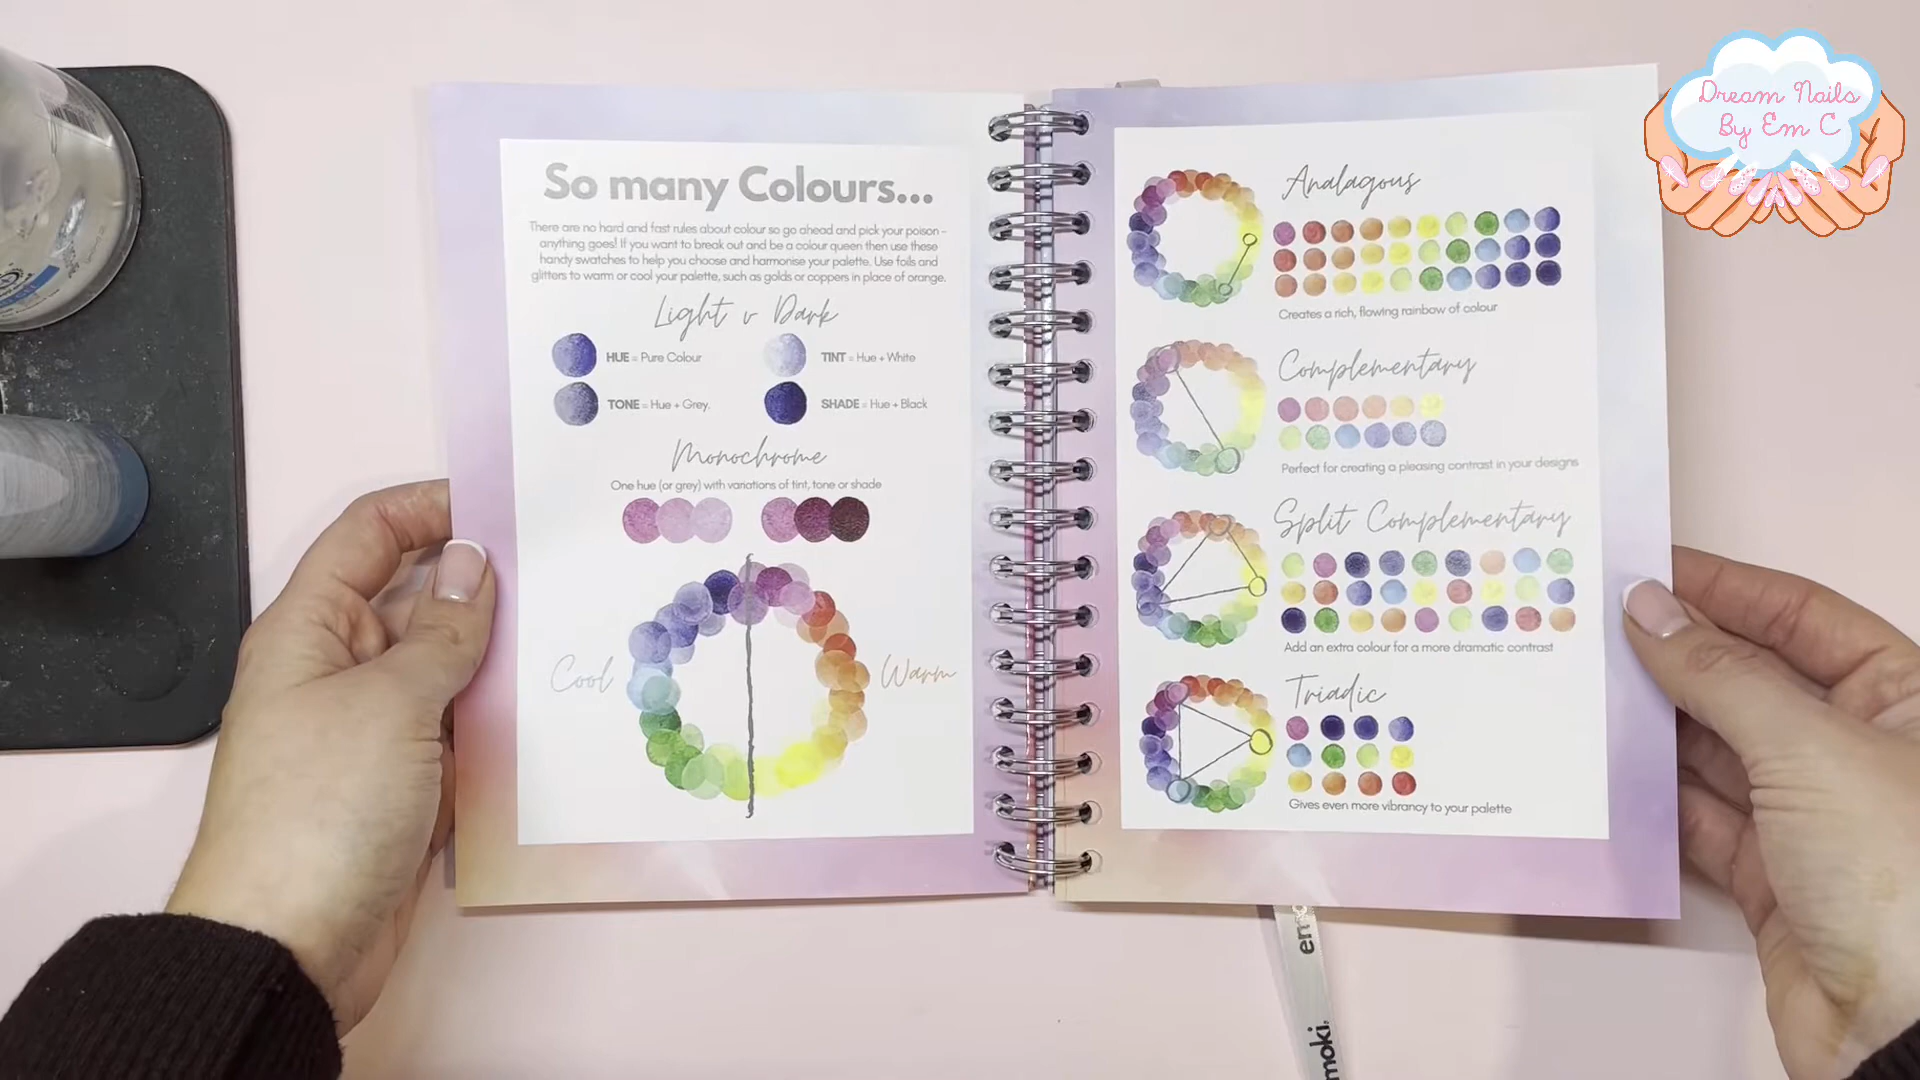 So many Colours...
There are no hard and fast rules about colour so go ahead and pick your poison -
anything goes! If you want to break out and be a colour queen then use these
handy swatches to help you choose and harmonise your palette. Use foils and
glitters to warm or cool your palette, such as golds or coppers in place of orange.
Light v Dark
HUE = Pure Colour
TINT = Hue + White
TONE = Hue + Grey.
SHADE = Hue + Black
Monochrome
One hue (or grey) with variations of tint, tone or shade
Cool
Warm
Analagous
Creates a rich, flowing rainbow of colour
Complementary
Perfect for creating a pleasing contrast in your designs
Split Complementary
Add an extra colour for a more dramatic contrast
Triadic
Gives even more vibrancy to your palette
Dream Nails
By Em C
emo
moki